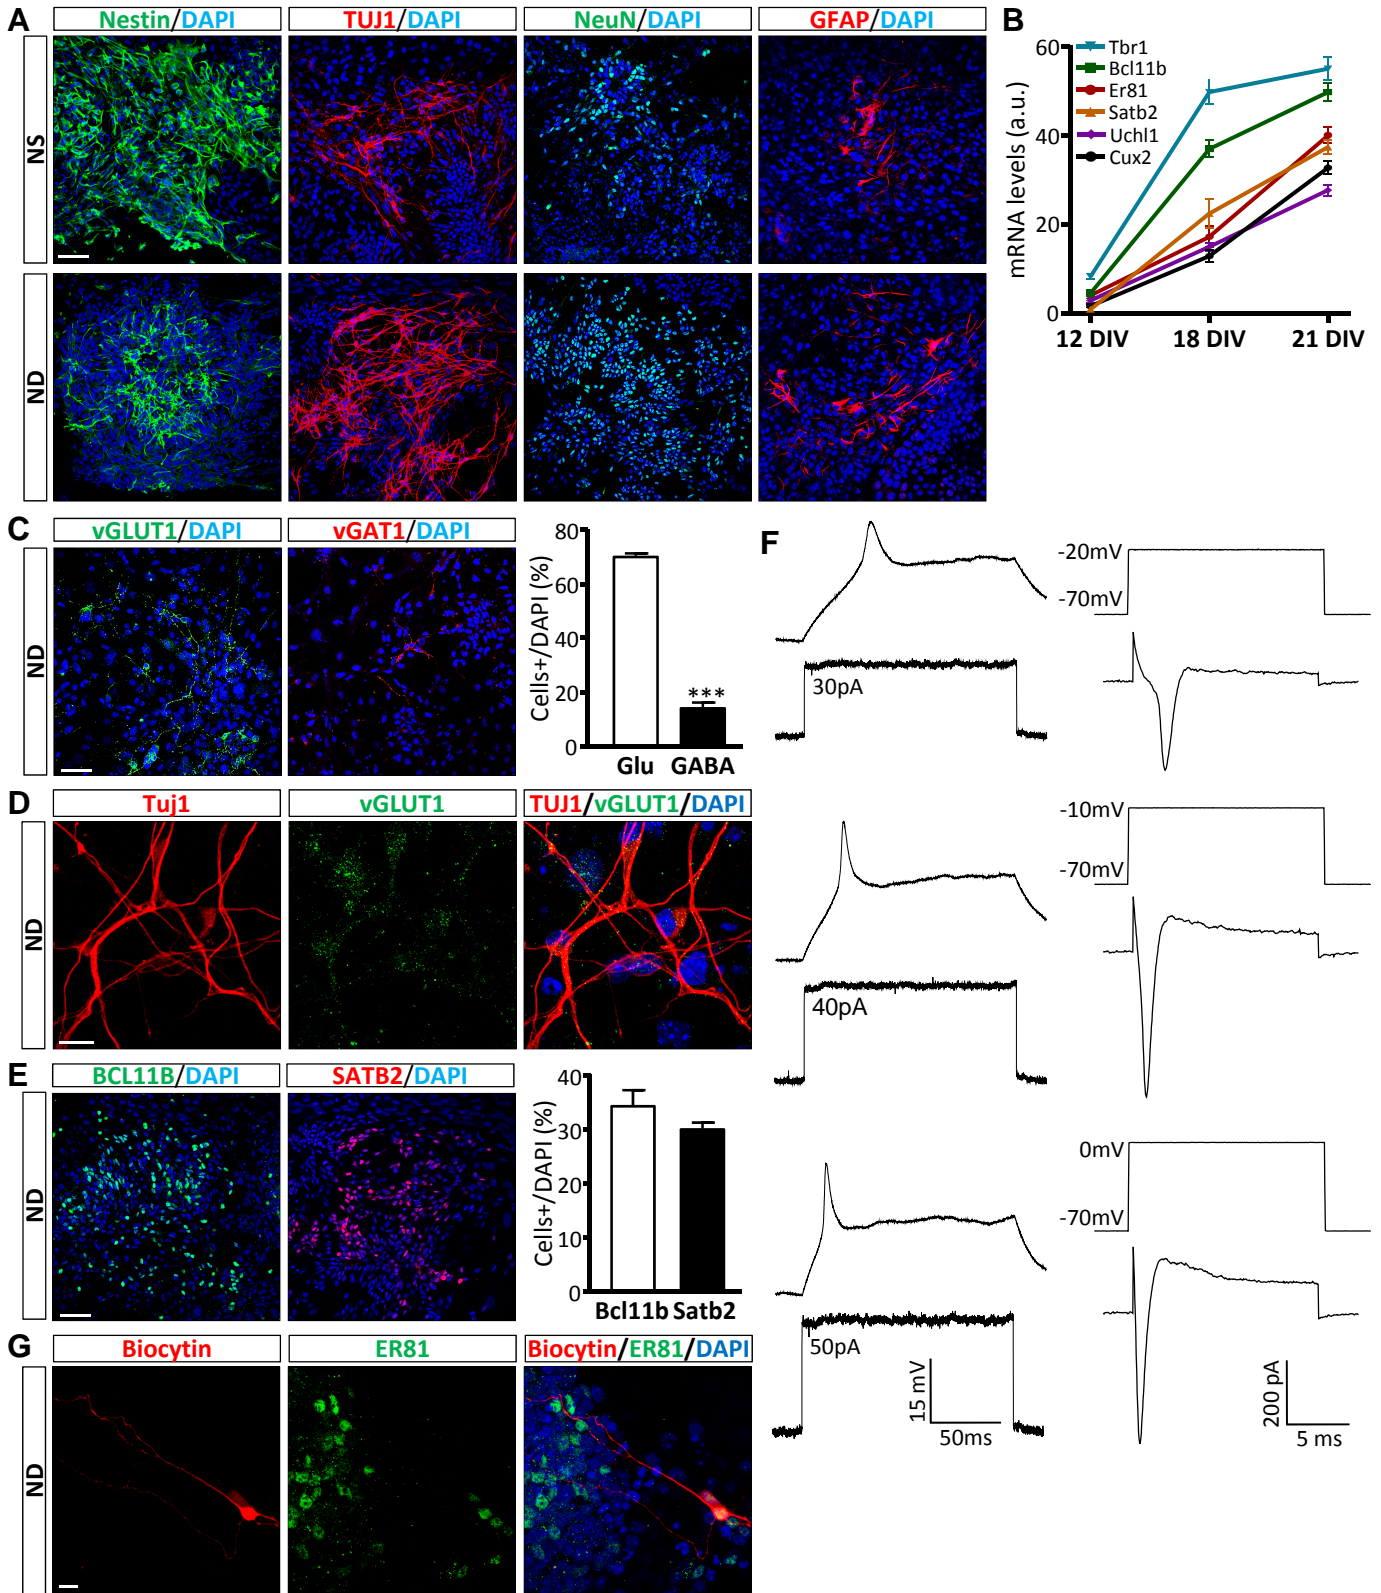 A
Nestin/DAPI
TUJ1/DAPI
NeuN/DAPI
GFAP/DAPI
NS
ND
B
mRNA levels (a.u.)
60
40
20
0
Tbr1
Bcl11b
Er81
Satb2
Uchl1
Cux2
12 DIV
18 DIV
21 DIV
C
vGLUT1/DAPI
vGAT1/DAPI
ND
Cells+/DAPI (%)
80
60
40
20
0
***
Glu
GABA
D
Tuj1
vGLUT1
TUJ1/vGLUT1/DAPI
ND
E
BCL11B/DAPI
SATB2/DAPI
ND
Cells+/DAPI (%)
40
30
20
10
0
Bcl11b
Satb2
F
30pA
-20mV
-70mV
40pA
-10mV
-70mV
50pA
0mV
-70mV
15 mV
50ms
200 pA
5 ms
G
Biocytin
ER81
Biocytin/ER81/DAPI
ND